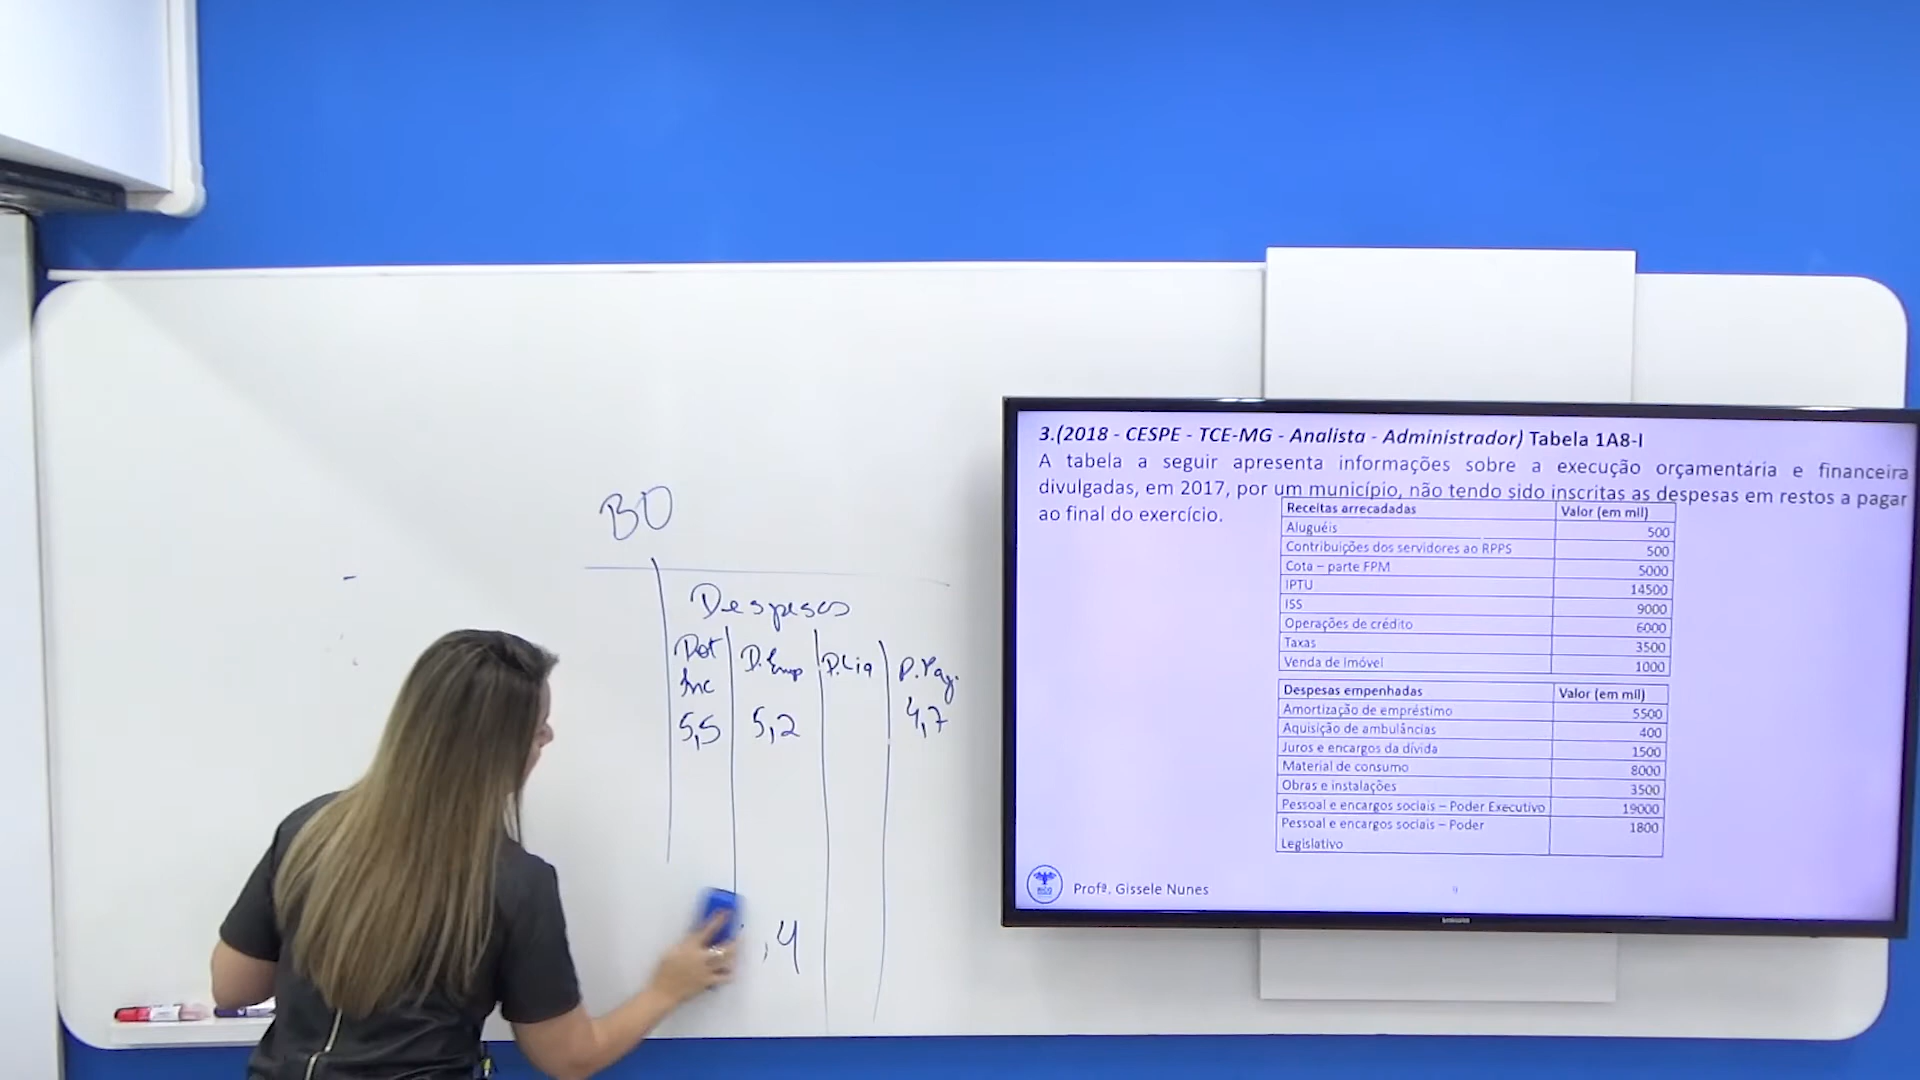 BO
Despesas
Dot Inc
D. Emp
D. Liq
D. Pag.
5,5
5,2
4,7
,4
3.(2018 - CESPE - TCE-MG - Analista - Administrador) Tabela 1A8-I
A tabela a seguir apresenta informações sobre a execução orçamentária e financeira
divulgadas, em 2017, por um município, não tendo sido inscritas as despesas em restos a pagar
ao final do exercício.
Receitas arrecadadas Valor (em mil)
Aluguéis 500
Contribuições dos servidores ao RPPS 500
Cota – parte FPM 5000
IPTU 14500
ISS 9000
Operações de crédito 6000
Taxas 3500
Venda de Imóvel 1000
Despesas empenhadas Valor (em mil)
Amortização de empréstimo 5500
Aquisição de ambulâncias 400
Juros e encargos da dívida 1500
Material de consumo 8000
Obras e instalações 3500
Pessoal e encargos sociais – Poder Executivo 19000
Pessoal e encargos sociais – Poder 1800
Legislativo
Profª. Gissele Nunes
9
SAMSUNG